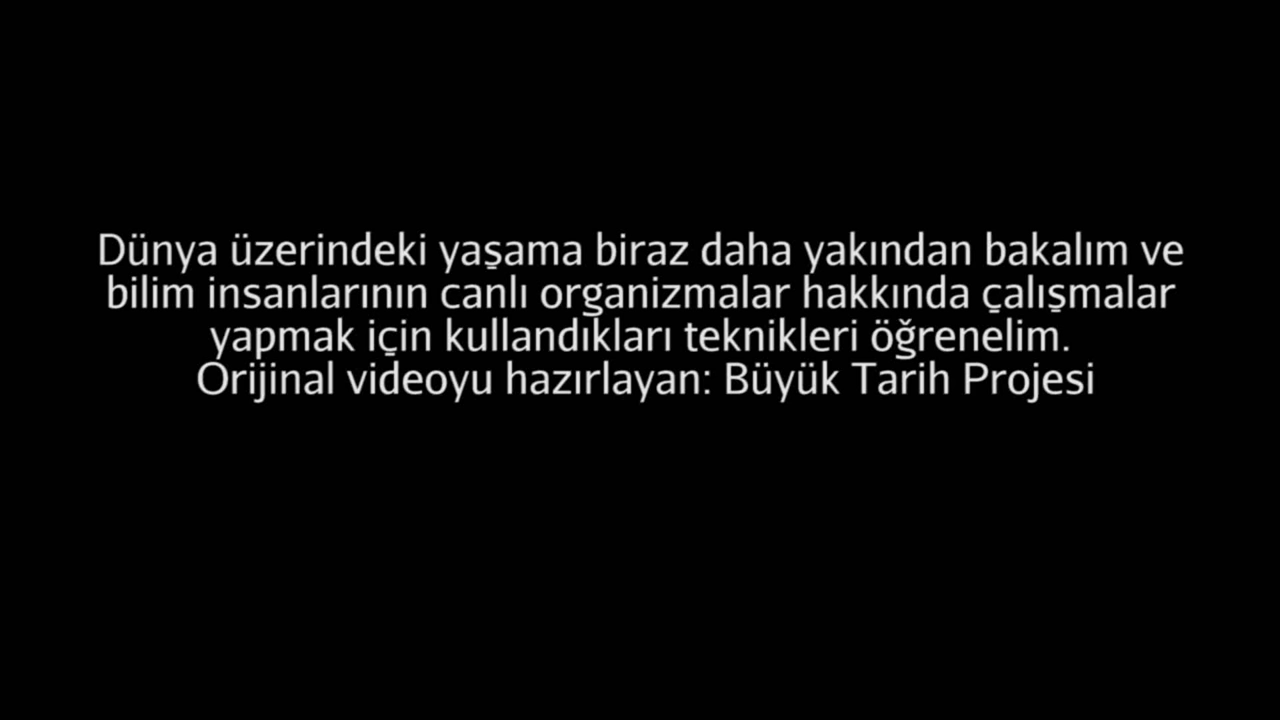 Dünya üzerindeki yaşama biraz daha yakından bakalım ve
bilim insanlarının canlı organizmalar hakkında çalışmalar
yapmak için kullandıkları teknikleri öğrenelim.
Orijinal videoyu hazırlayan: Büyük Tarih Projesi